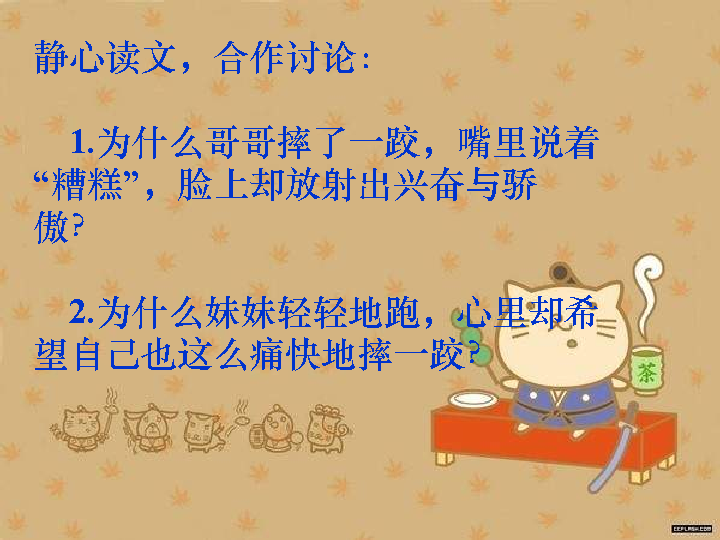 静心读文，合作讨论：
1.为什么哥哥摔了一跤，嘴里说着
“糟糕”，脸上却放射出兴奋与骄
傲？
2.为什么妹妹轻轻地跑，心里却希
望自己也这么痛快地摔一跤？
茶